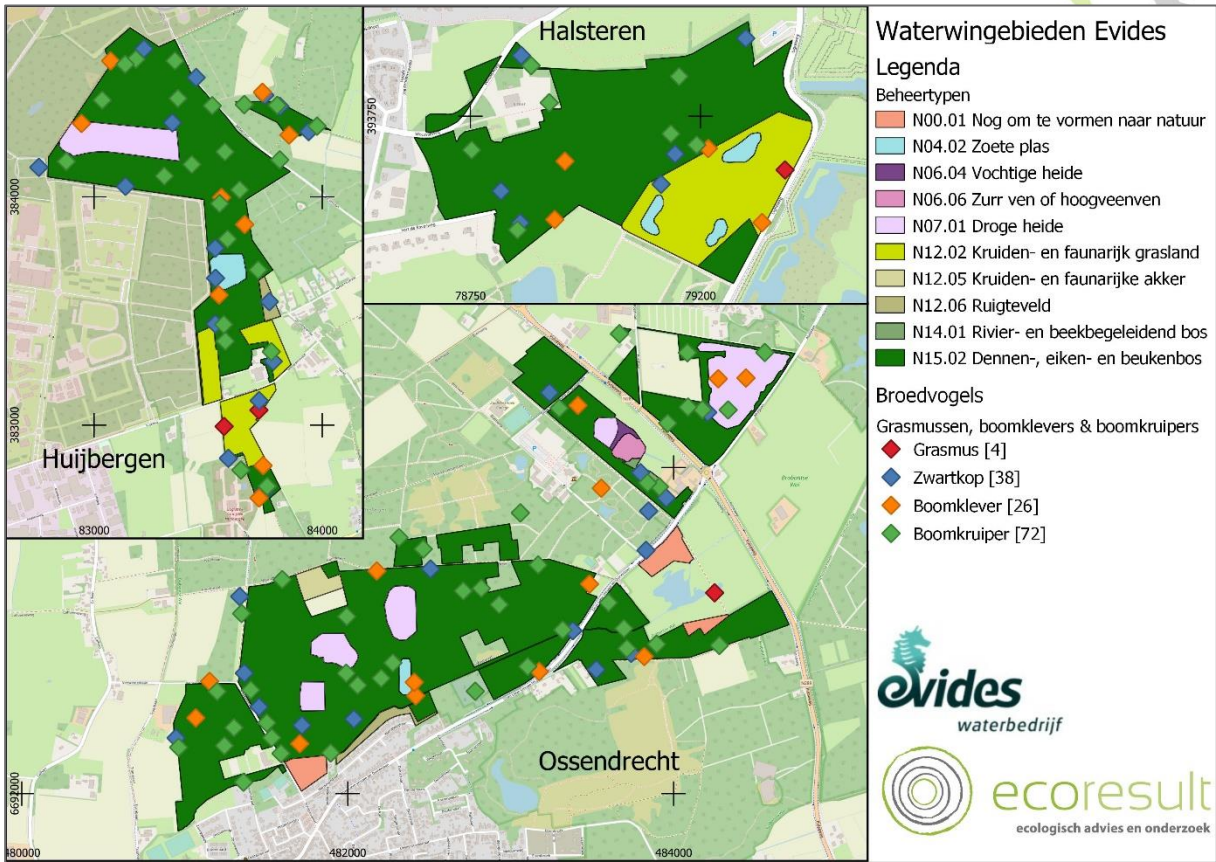 Huijbergen
384000
383000
83000
84000
Halsteren
393750
78750
79200
Ossendrecht
669200
480000
482000
484000
Waterwingebieden Evides
Legenda
Beheertypen
N00.01 Nog om te vormen naar natuur
N04.02 Zoete plas
N06.04 Vochtige heide
N06.06 Zurr ven of hoogveenven
N07.01 Droge heide
N12.02 Kruiden- en faunarijk grasland
N12.05 Kruiden- en faunarijke akker
N12.06 Ruigteveld
N14.01 Rivier- en beekbegeleidend bos
N15.02 Dennen-, eiken- en beukenbos
Broedvogels
Grasmussen, boomklevers & boomkruipers
Grasmus [4]
Zwartkop [38]
Boomklever [26]
Boomkruiper [72]
evides
waterbedrijf
ecoresult
ecologisch advies en onderzoek